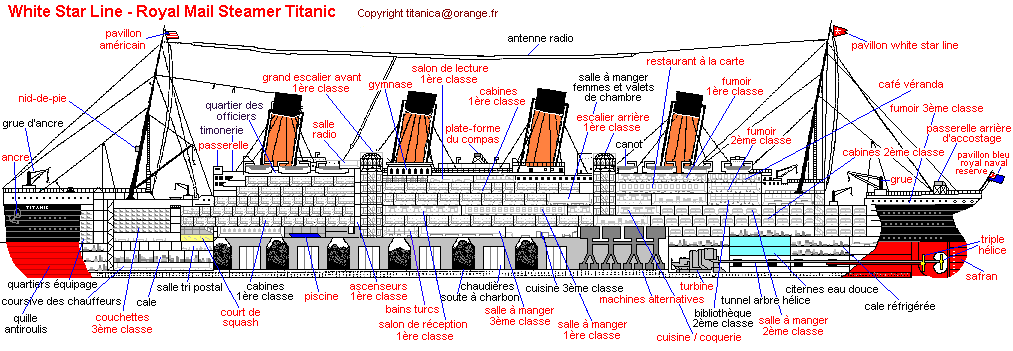 White Star Line - Royal Mail Steamer Titanic
Copyright titanica@orange.fr
pavillon
américain
antenne radio
pavillon white star line
nid-de-pie
grue d'ancre
ancre
quartier des
officiers
timonerie
passerelle
grand escalier avant
1ère classe
salle
radio
gymnase
salon de lecture
1ère classe
plate-forme
du compas
cabines
1ère classe
salle à manger
femmes et valets
de chambre
escalier arrière
1ère classe
canot
restaurant à la carte
fumoir
1ère classe
fumoir
2ème classe
café véranda
fumoir 3ème classe
passerelle arrière
d'accostage
cabines 2ème classe
pavillon bleu
royal naval
reserve
grue
TITANIC
triple
hélice
safran
quartiers équipage
coursive des chauffeurs
quille
antiroulis
couchettes
3ème classe
cale
salle tri postal
court de
squash
cabines
1ère classe
piscine
ascenseurs
1ère classe
bains turcs
salon de réception
1ère classe
chaudières
soute à charbon
salle à manger
3ème classe
cuisine 3ème classe
salle à manger
1ère classe
machines alternatives
cuisine / coquerie
turbine
bibliothèque
2ème classe
tunnel arbre hélice
salle à manger
2ème classe
citernes eau douce
cale réfrigérée